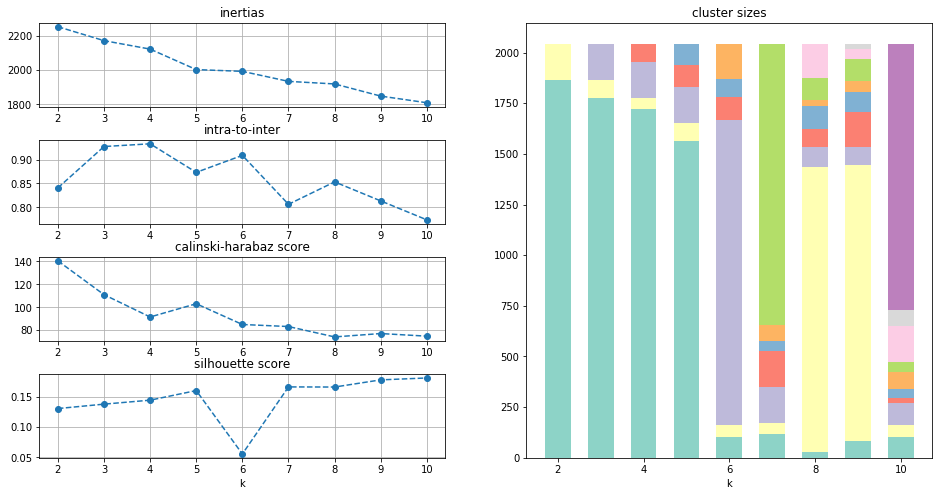 inertias
2200
2000
1800
2 3 4 5 6 7 8 9 10
intra-to-inter
0.90
0.85
0.80
2 3 4 5 6 7 8 9 10
calinski-harabaz score
140
120
100
80
2 3 4 5 6 7 8 9 10
silhouette score
0.15
0.10
0.05
2 3 4 5 6 7 8 9 10
k
cluster sizes
2000
1750
1500
1250
1000
750
500
250
0
2 4 6 8 10
k